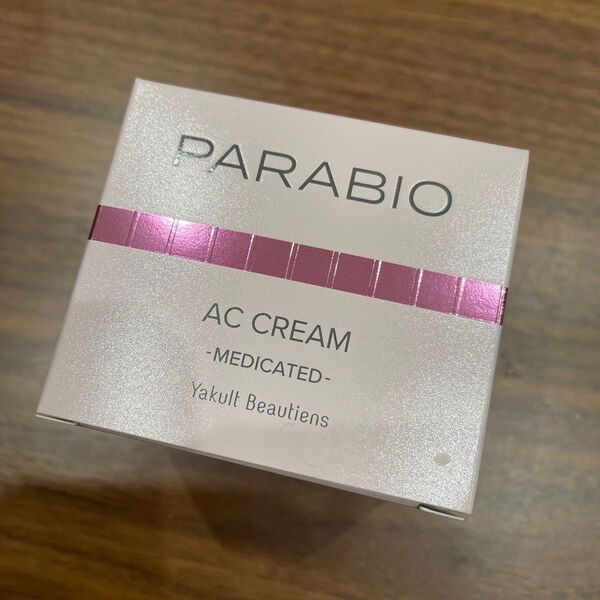 PARABIO
AC CREAM
-MEDICATED-
Yakult Beautiens